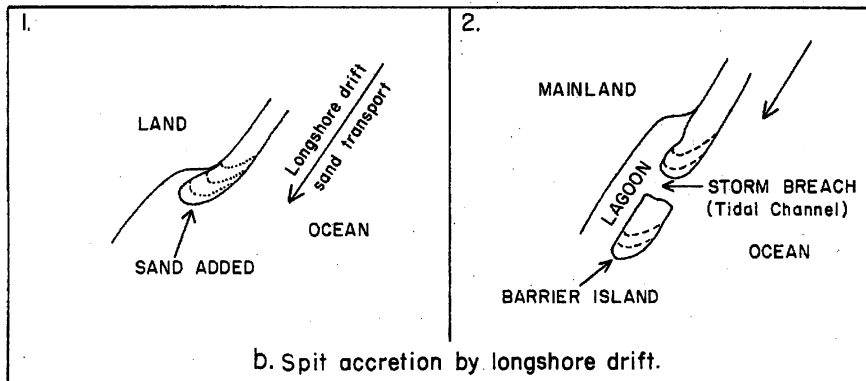 1.
LAND
Longshore drift
sand transport
OCEAN
SAND ADDED
2.
MAINLAND
LAGOON
STORM BREACH
(Tidal Channel)
OCEAN
BARRIER ISLAND
b. Spit accretion by longshore drift.